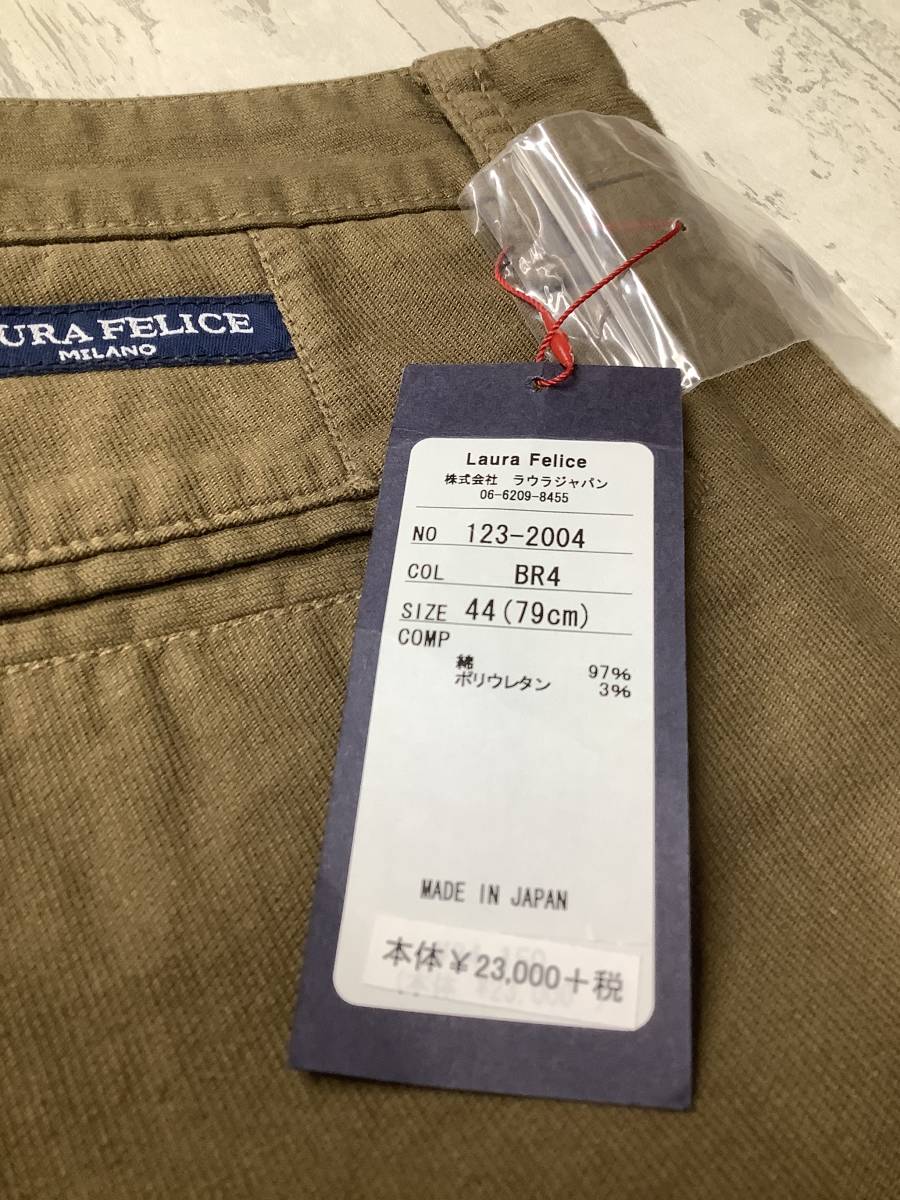 URA FELICE
MILANO
Laura Felice
株式会社 ラウラジャパン
06-6209-8455
NO 123-2004
COL BR4
SIZE 44(79cm)
COMP
綿 97%
ポリウレタン 3%
MADE IN JAPAN
本体￥23,000+税